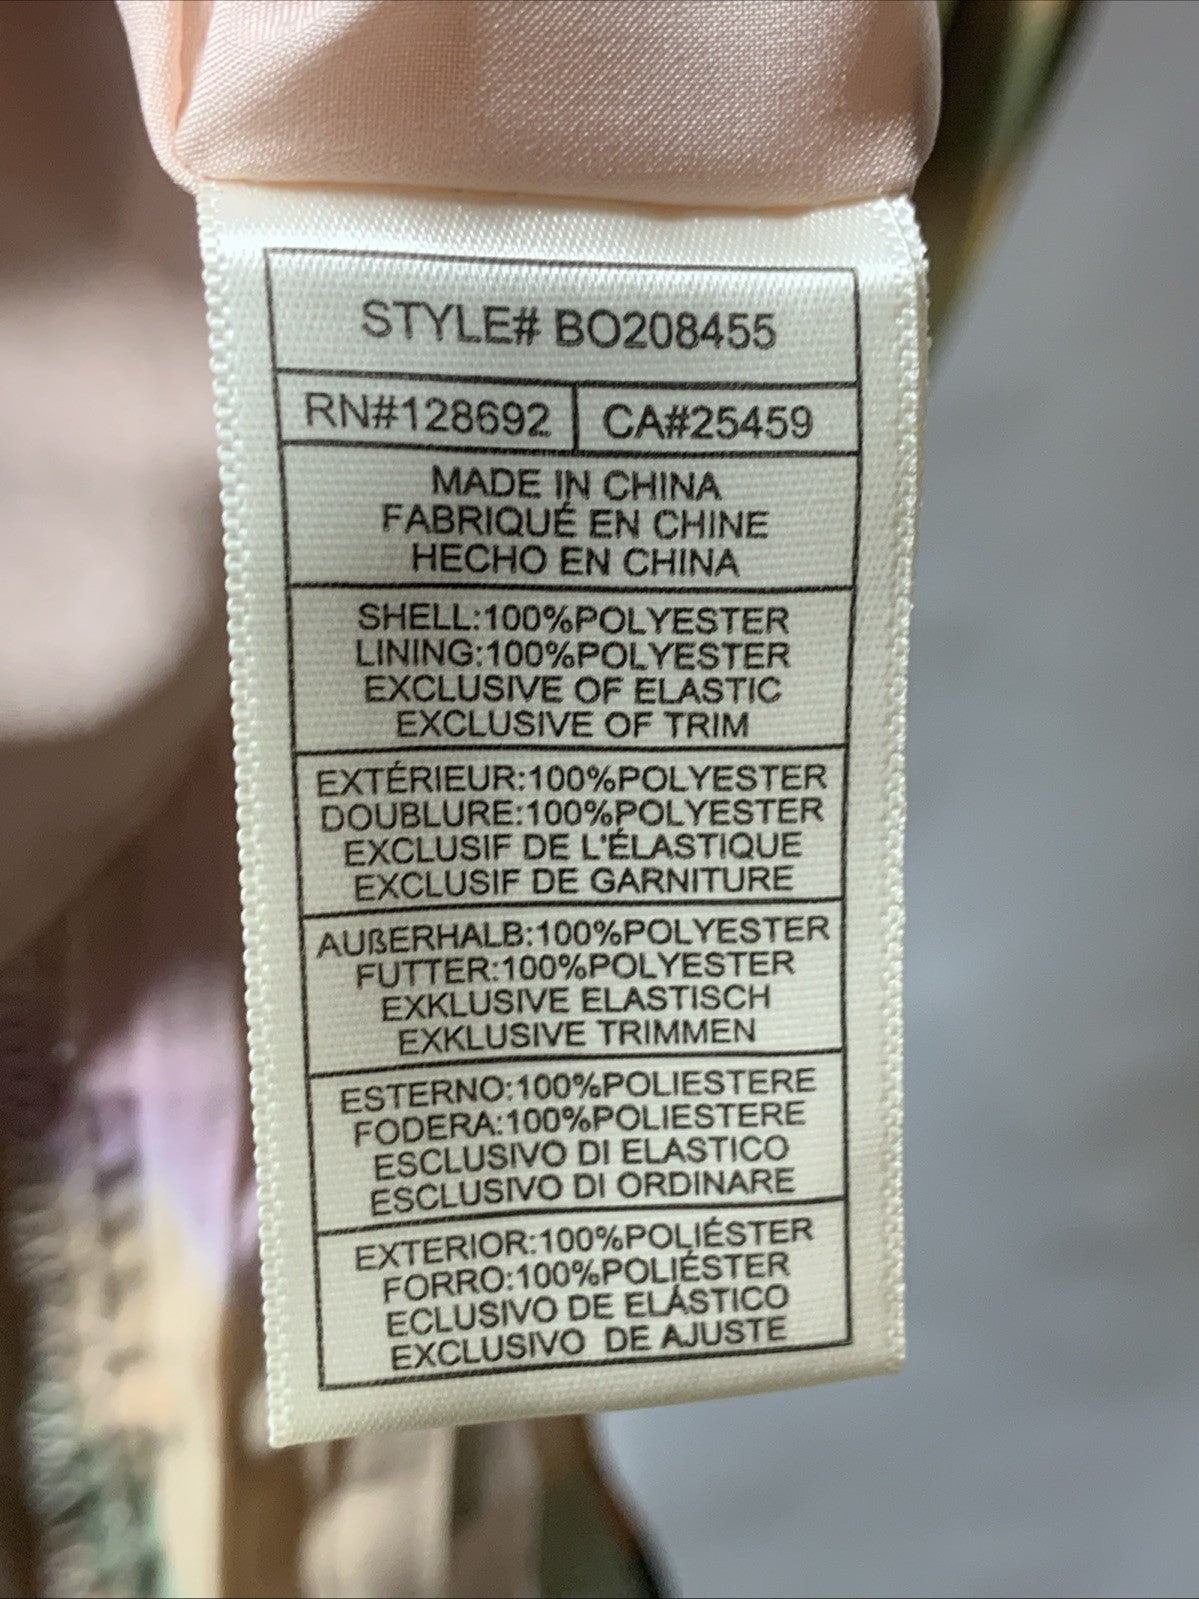 STYLE# BO208455
RN#128692 CA#25459
MADE IN CHINA
FABRIQUÉ EN CHINE
HECHO EN CHINA
SHELL:100%POLYESTER
LINING:100%POLYESTER
EXCLUSIVE OF ELASTIC
EXCLUSIVE OF TRIM
EXTÉRIEUR:100%POLYESTER
DOUBLURE:100%POLYESTER
EXCLUSIF DE L'ÉLASTIQUE
EXCLUSIF DE GARNITURE
AUßERHALB:100%POLYESTER
FUTTER:100%POLYESTER
EXKLUSIVE ELASTISCH
EXKLUSIVE TRIMMEN
ESTERNO:100%POLIESTERE
FODERA:100%POLIESTERE
ESCLUSIVO DI ELASTICO
ESCLUSIVO DI ORDINARE
EXTERIOR:100%POLIÉSTER
FORRO:100%POLIÉSTER
ECLUSIVO DE ELÁSTICO
EXCLUSIVO DE AJUSTE